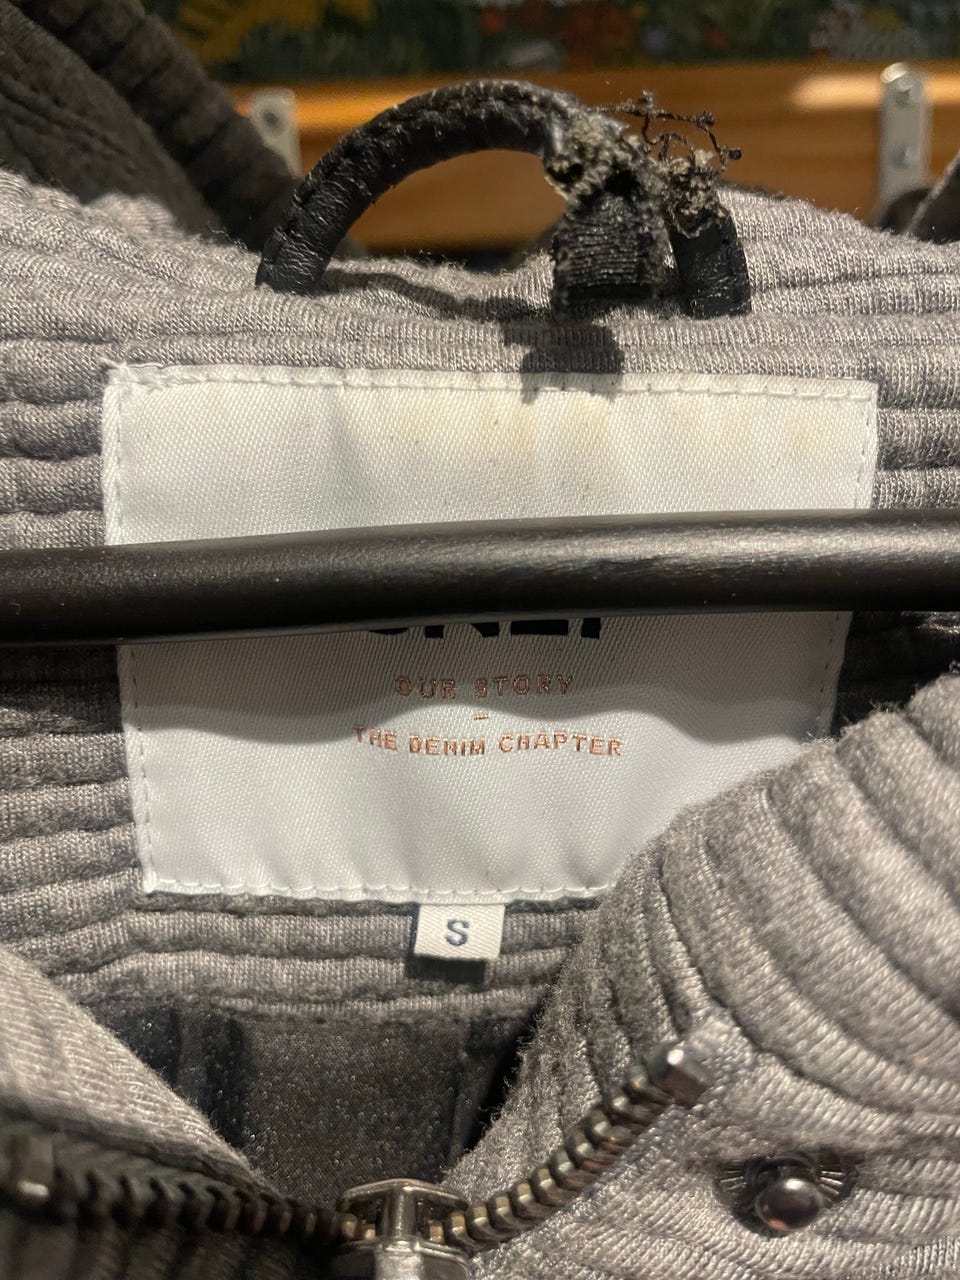 OUR STORY
–
THE DENIM CHAPTER
S